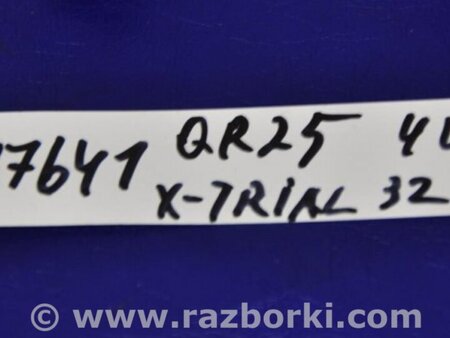 7641 QR25 4
X-TRIAL 32
© www.razborki.com